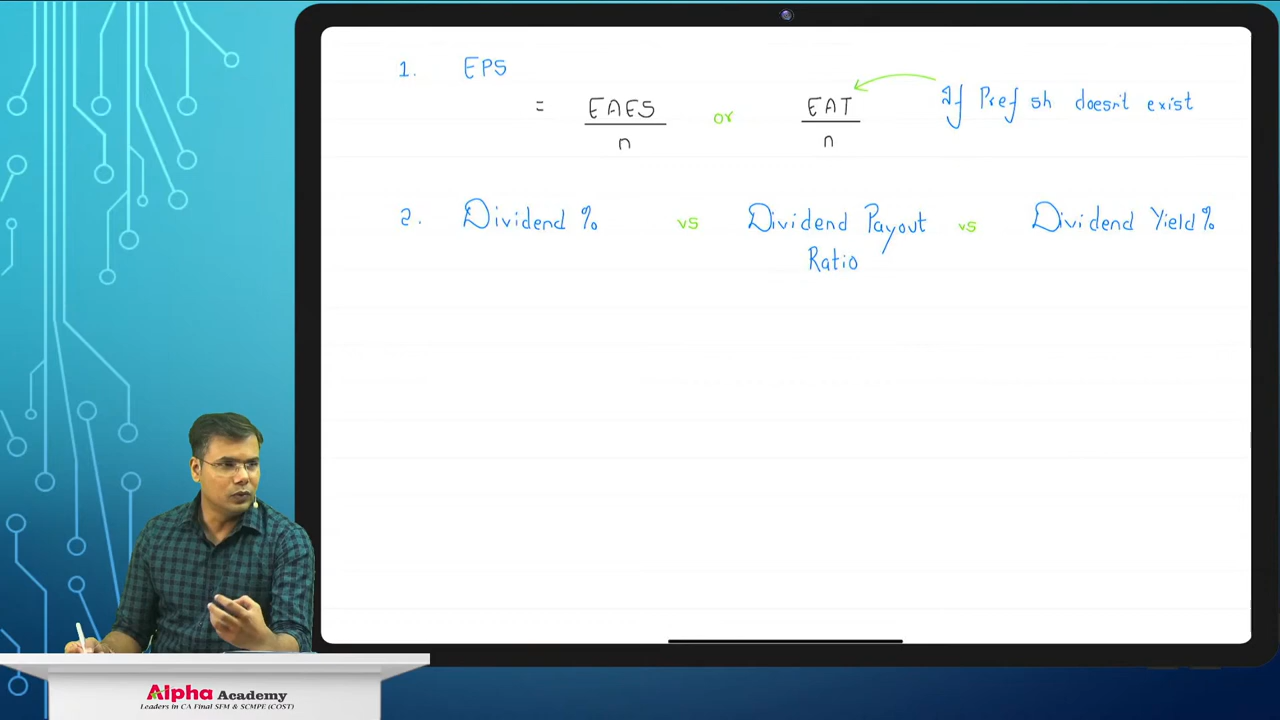 1. EPS
= EAES / n or EAT / n If Pref sh doesn't exist
2. Dividend % vs Dividend Payout Ratio vs Dividend Yield %
Alpha Academy
Leaders in CA Final SFM & SCMPE (COST)